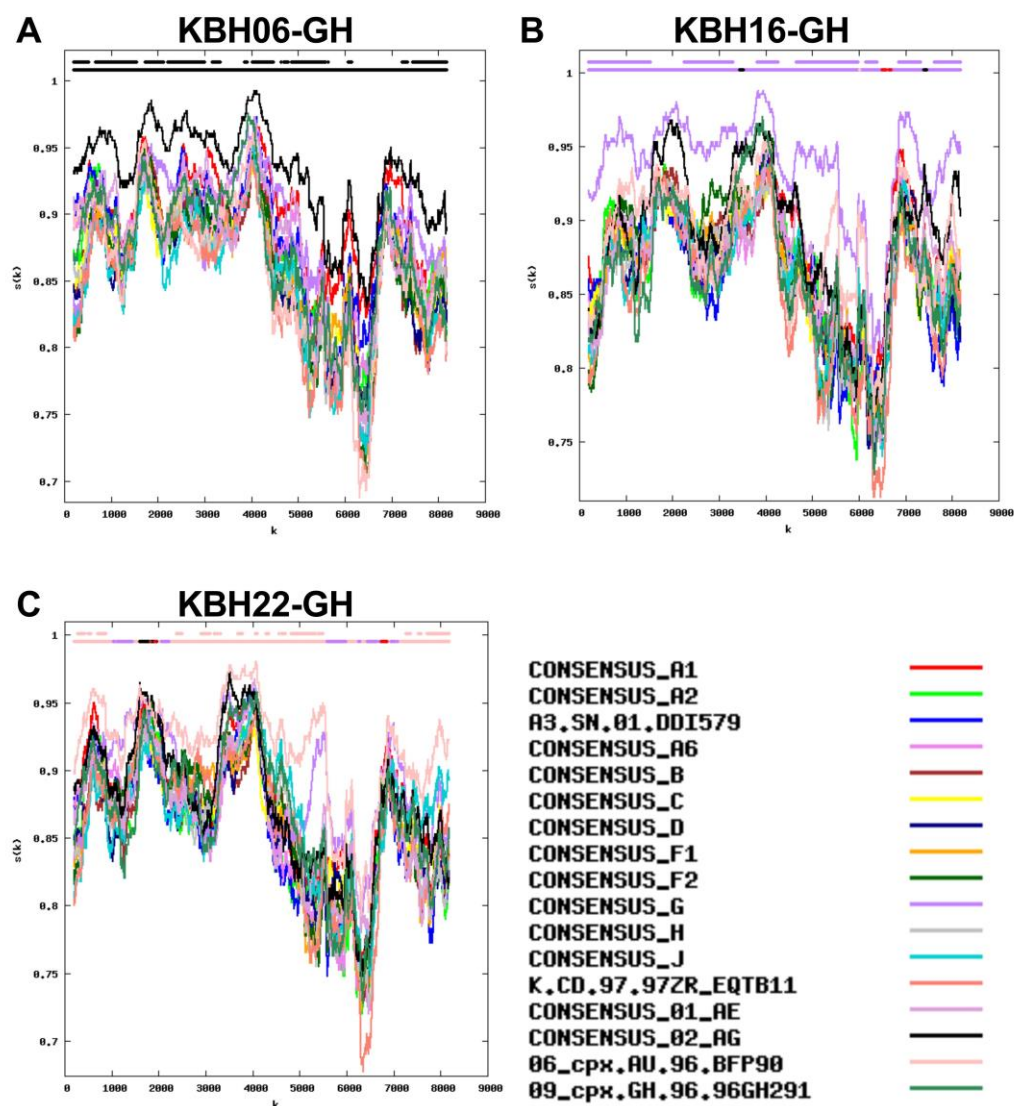 A KBH06-GH
1
0.95
0.9
0.85
0.8
0.75
0.7
s(k)
0 1000 2000 3000 4000 5000 6000 7000 8000 9000
k
B KBH16-GH
1
0.95
0.9
0.85
0.8
0.75
s(k)
0 1000 2000 3000 4000 5000 6000 7000 8000 9000
k
C KBH22-GH
1
0.95
0.9
0.85
0.8
0.75
0.7
s(k)
0 1000 2000 3000 4000 5000 6000 7000 8000 9000
k
CONSENSUS_A1
CONSENSUS_A2
A3.SN.01.DDI579
CONSENSUS_A6
CONSENSUS_B
CONSENSUS_C
CONSENSUS_D
CONSENSUS_F1
CONSENSUS_F2
CONSENSUS_G
CONSENSUS_H
CONSENSUS_J
K.CD.97.97ZR_EQTB11
CONSENSUS_01_AE
CONSENSUS_02_AG
06_cpx.AU.96.BFP90
09_cpx.GH.96.96GH291